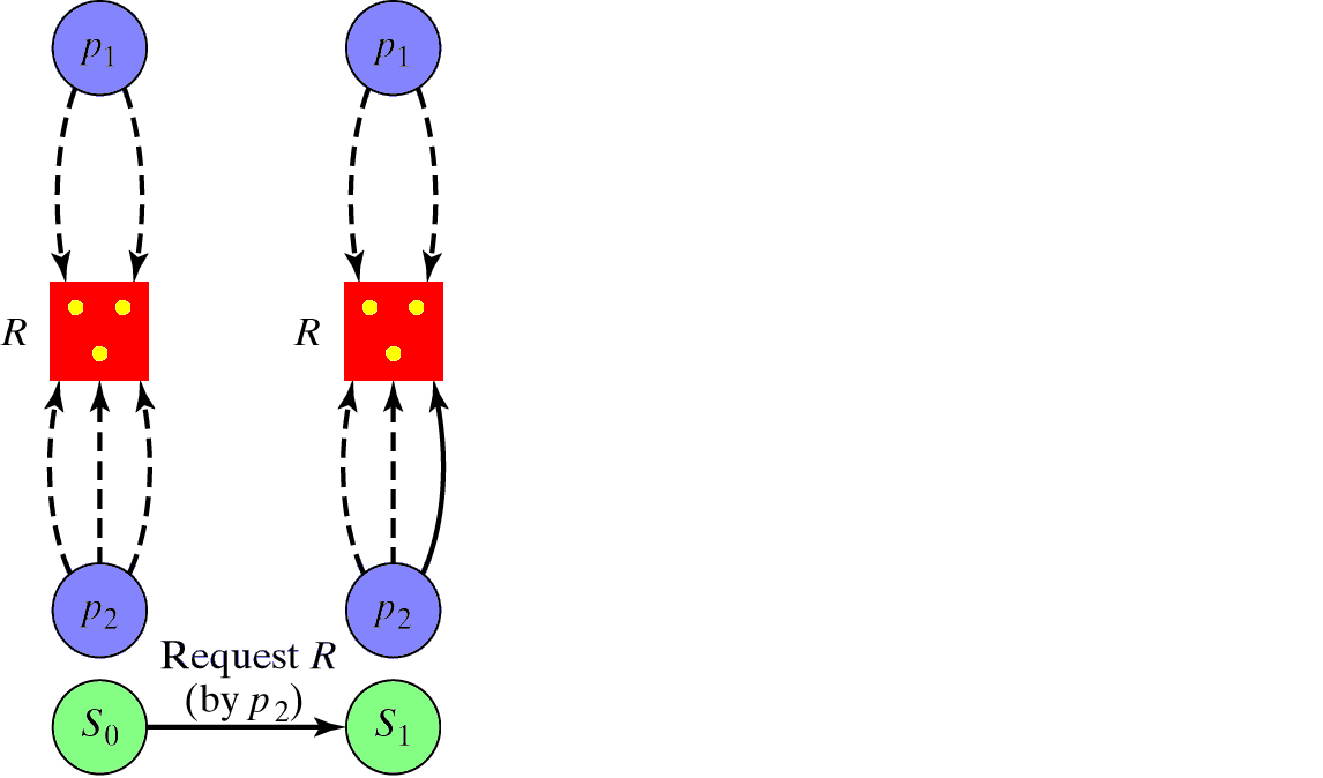 p1 p1
R R
p2 p2
Request R
(by p2)
S0 S1